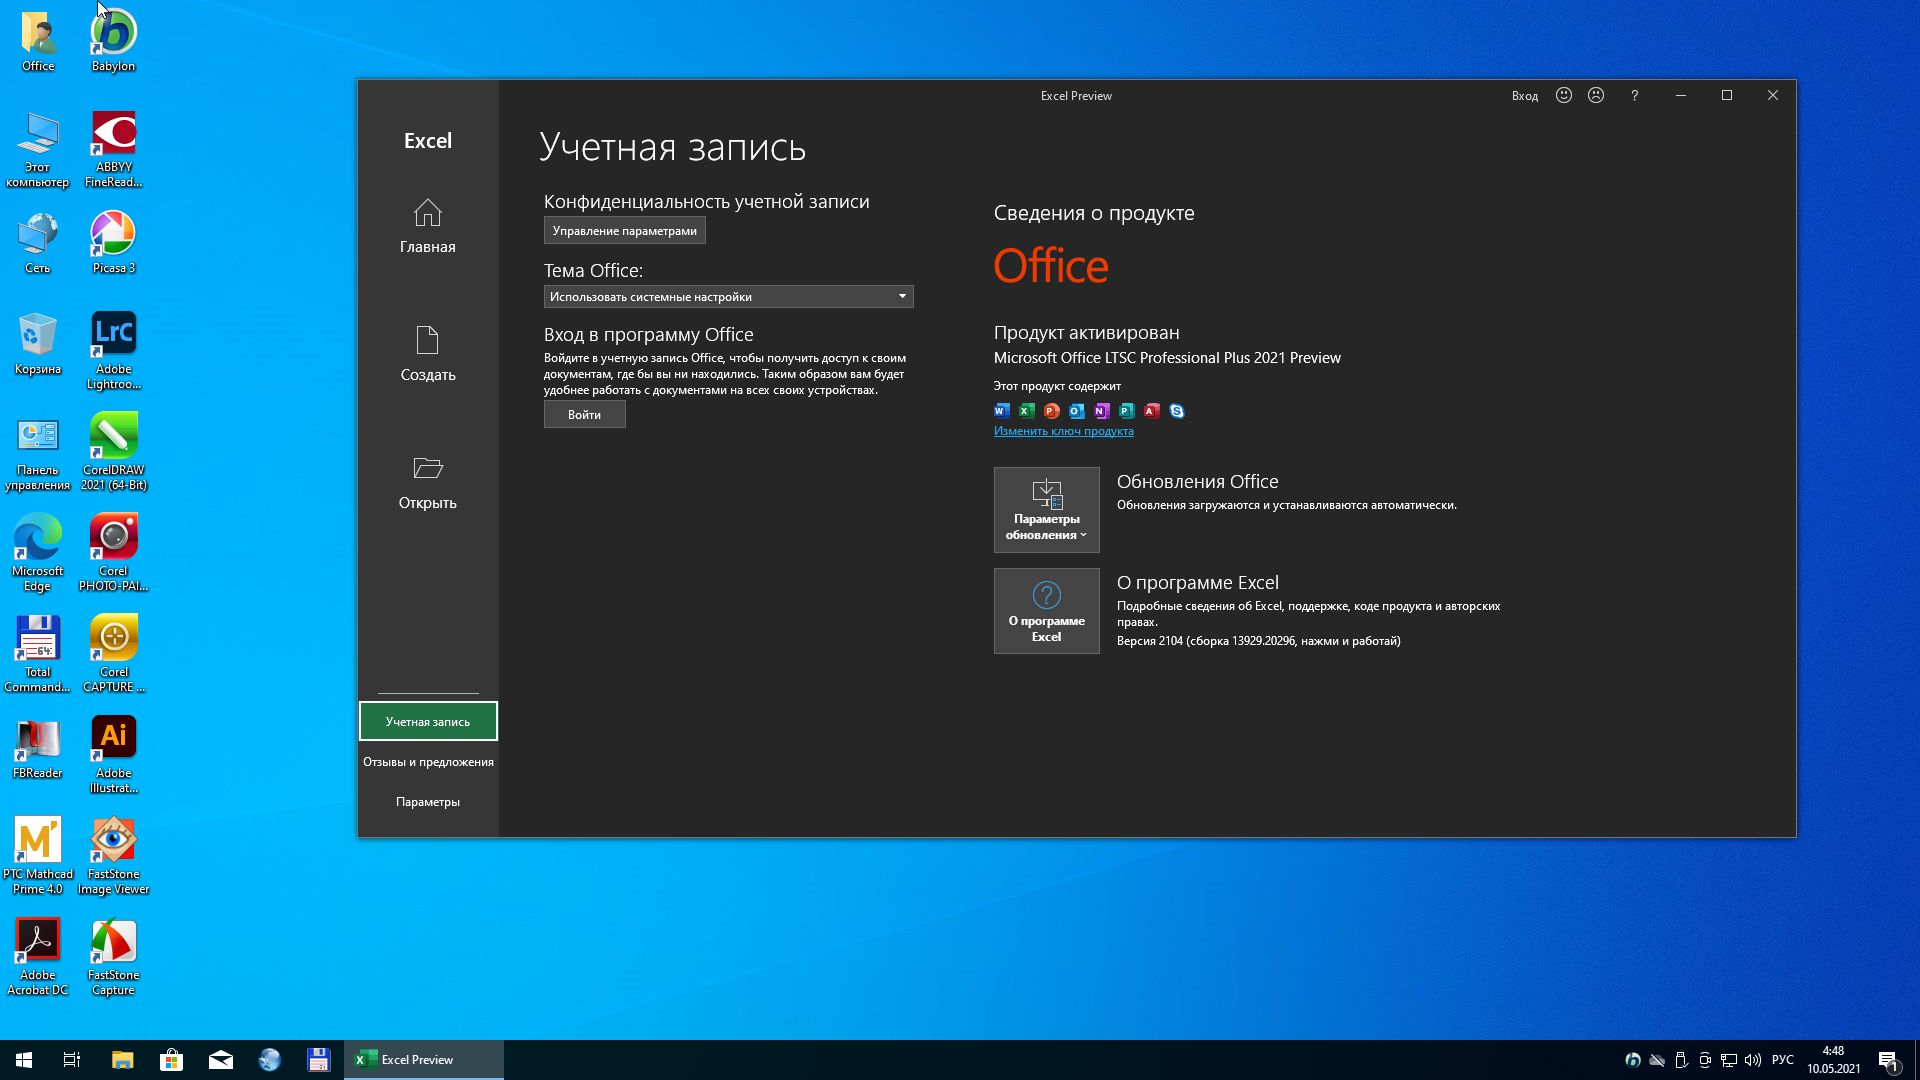 Office
Babylon
Этот
компьютер
ABBYY
FineRead...
Сеть
Picasa 3
Корзина
Lrc
Adobe
Lightroo...
Панель
управления
CorelDRAW
2021 (64-Bit)
Microsoft
Edge
Corel
PHOTO-PAI...
64
Total
Command...
Corel
CAPTURE ...
FBReader
Ai
Adobe
Illustrat...
M'
PTC Mathcad
Prime 4.0
FastStone
Image Viewer
Adobe
Acrobat DC
FastStone
Capture
Excel Preview
Вход
?
Excel
Главная
Создать
Открыть
Учетная запись
Отзывы и предложения
Параметры
Учетная запись
Конфиденциальность учетной записи
Управление параметрами
Тема Office:
Использовать системные настройки
Вход в программу Office
Войдите в учетную запись Office, чтобы получить доступ к своим
документам, где бы вы ни находились. Таким образом вам будет
удобнее работать с документами на всех своих устройствах.
Войти
Сведения о продукте
Office
Продукт активирован
Microsoft Office LTSC Professional Plus 2021 Preview
Этот продукт содержит
W X P O N P A S
Изменить ключ продукта
Параметры
обновления
Обновления Office
Обновления загружаются и устанавливаются автоматически.
?
О программе
Excel
О программе Excel
Подробные сведения об Excel, поддержке, коде продукта и авторских
правах.
Версия 2104 (сборка 13929.20296, нажми и работай)
X Excel Preview
РУС
4:48
10.05.2021
1